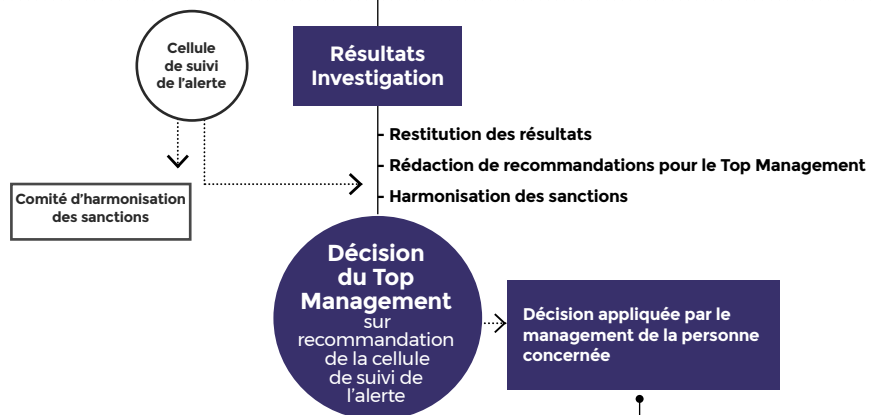 Cellule
de suivi
de l'alerte
Résultats
Investigation
- Restitution des résultats
- Rédaction de recommandations pour le Top Management
- Harmonisation des sanctions
Comité d'harmonisation
des sanctions
Décision
du Top
Management
sur
recommandation
de la cellule
de suivi de
l'alerte
Décision appliquée par le
management de la personne
concernée